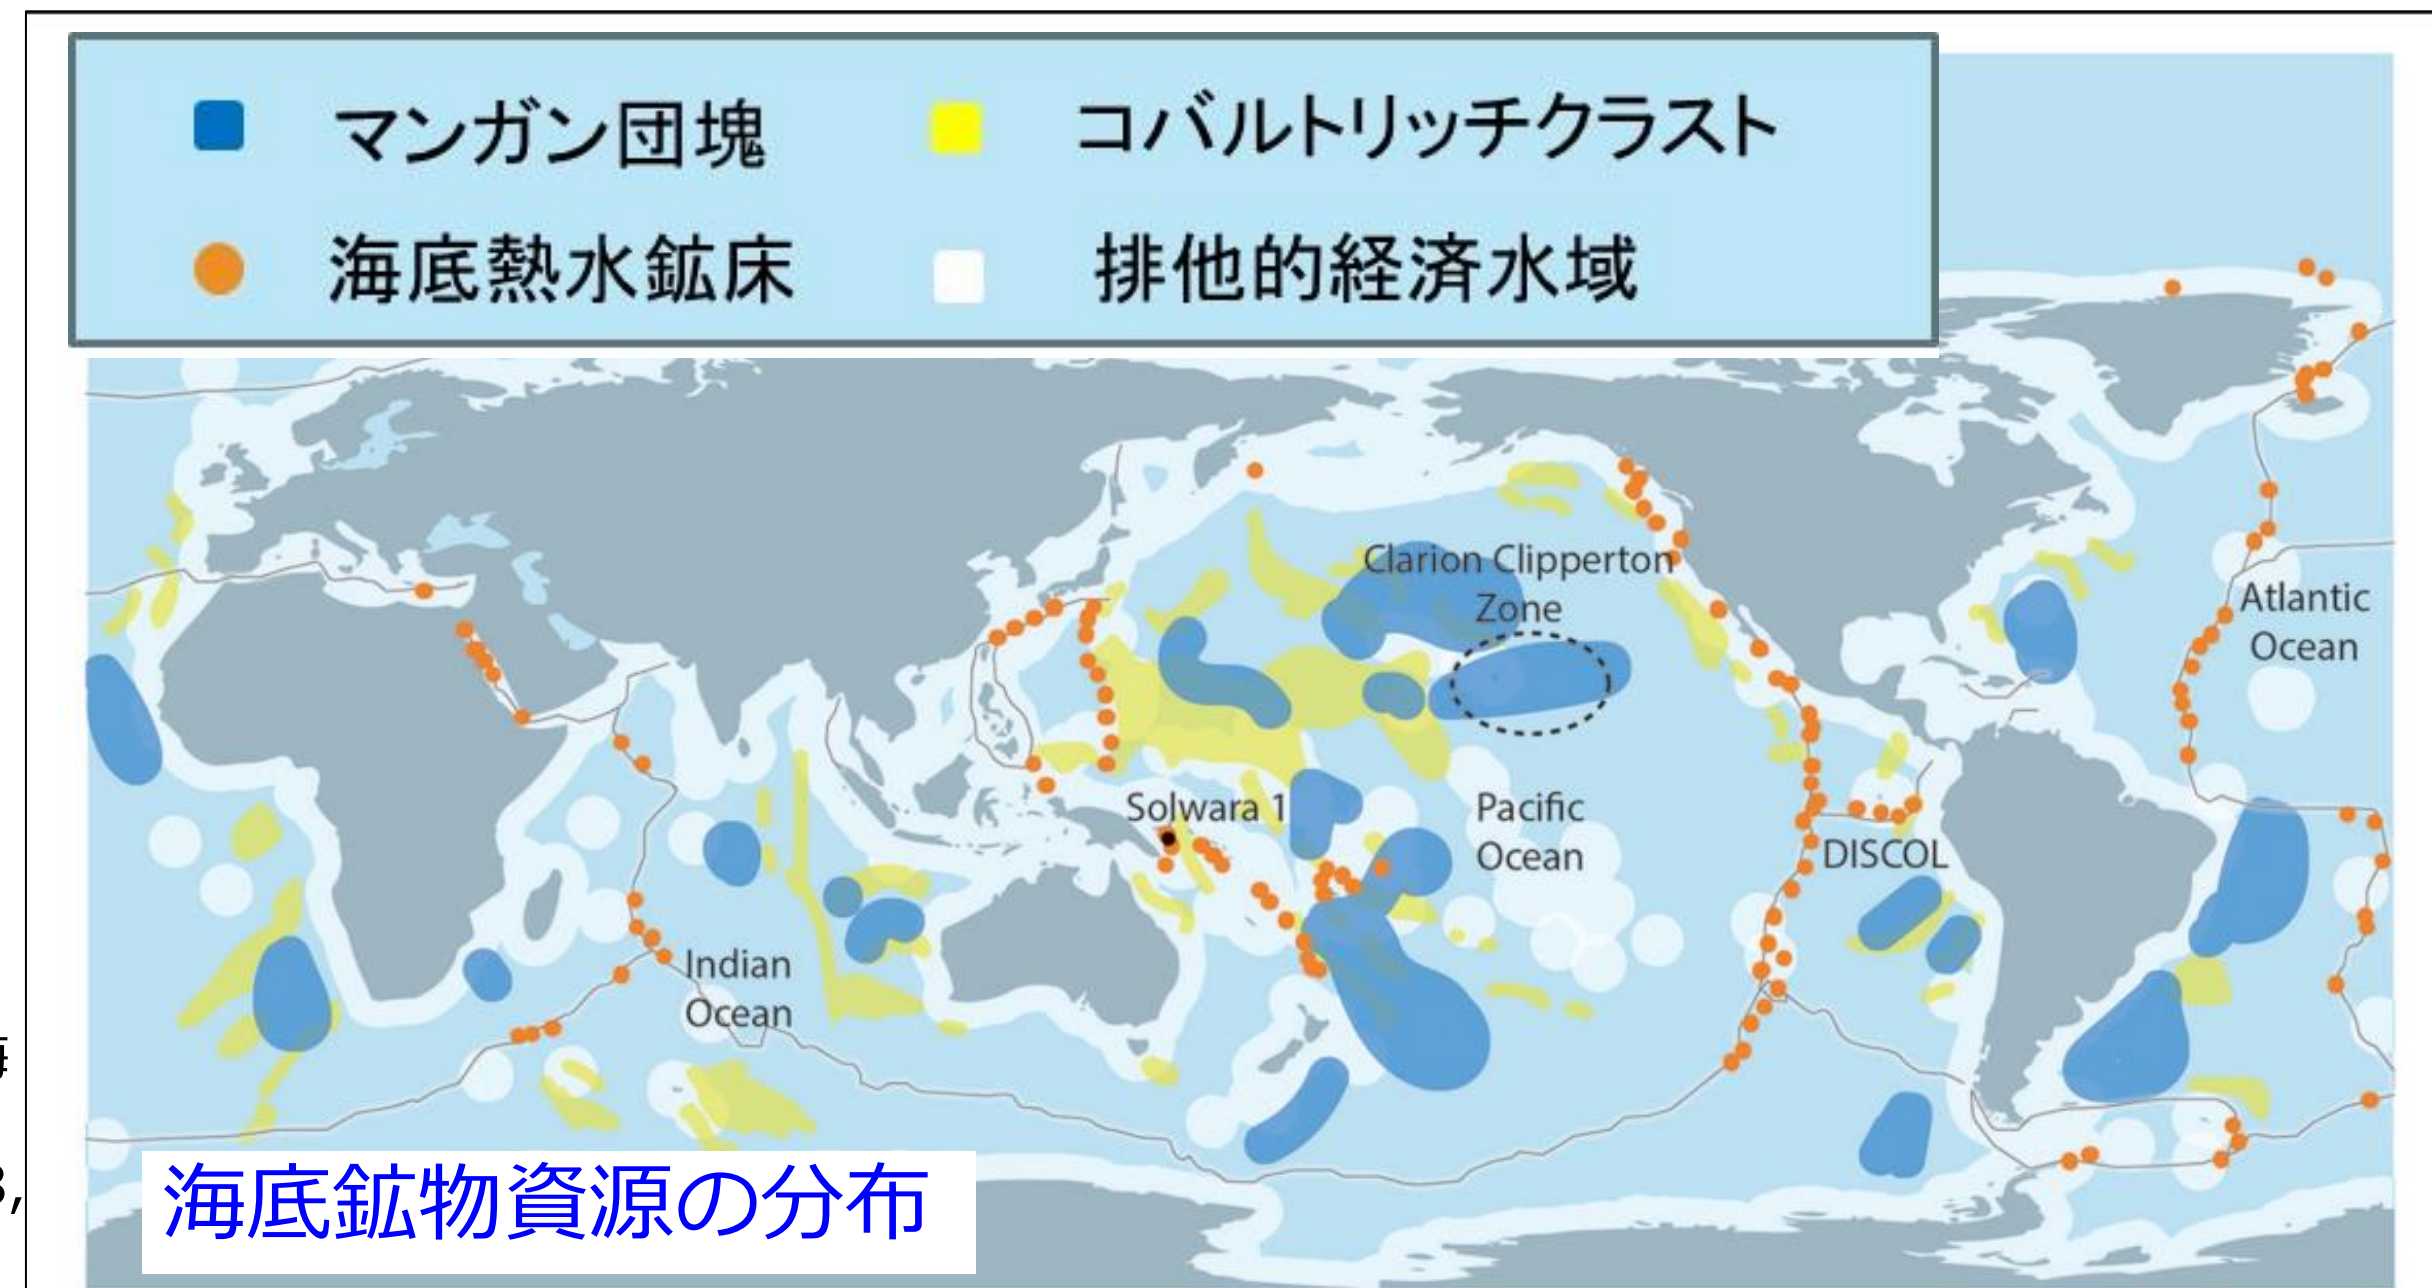 マンガン団塊
コバルトリッチクラスト
海底熱水鉱床
排他的経済水域
Clarion Clipperton
Zone
Atlantic
Ocean
Solwara 1
Pacific
Ocean
DISCOL
Indian
Ocean
海底鉱物資源の分布